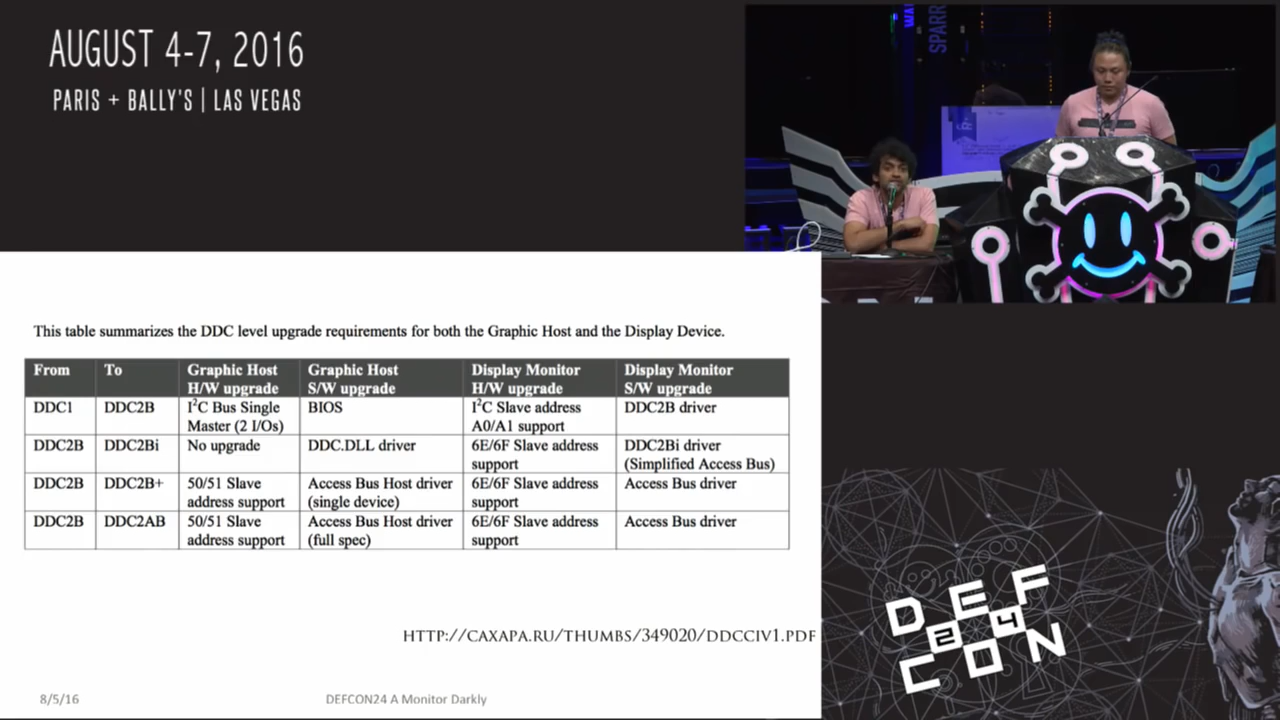 AUGUST 4-7, 2016
PARIS + BALLY'S | LAS VEGAS
SPARR
This table summarizes the DDC level upgrade requirements for both the Graphic Host and the Display Device.
From To Graphic Host H/W upgrade Graphic Host S/W upgrade Display Monitor H/W upgrade Display Monitor S/W upgrade
DDC1 DDC2B I²C Bus Single Master (2 I/Os) BIOS I²C Slave address A0/A1 support DDC2B driver
DDC2B DDC2Bi No upgrade DDC.DLL driver 6E/6F Slave address support DDC2Bi driver (Simplified Access Bus)
DDC2B DDC2B+ 50/51 Slave address support Access Bus Host driver (single device) 6E/6F Slave address support Access Bus driver
DDC2B DDC2AB 50/51 Slave address support Access Bus Host driver (full spec) 6E/6F Slave address support Access Bus driver
HTTP://CAXAPA.RU/THUMBS/349020/DDCCIV1.PDF
8/5/16 DEFCON24 A Monitor Darkly
DEF
24
CON